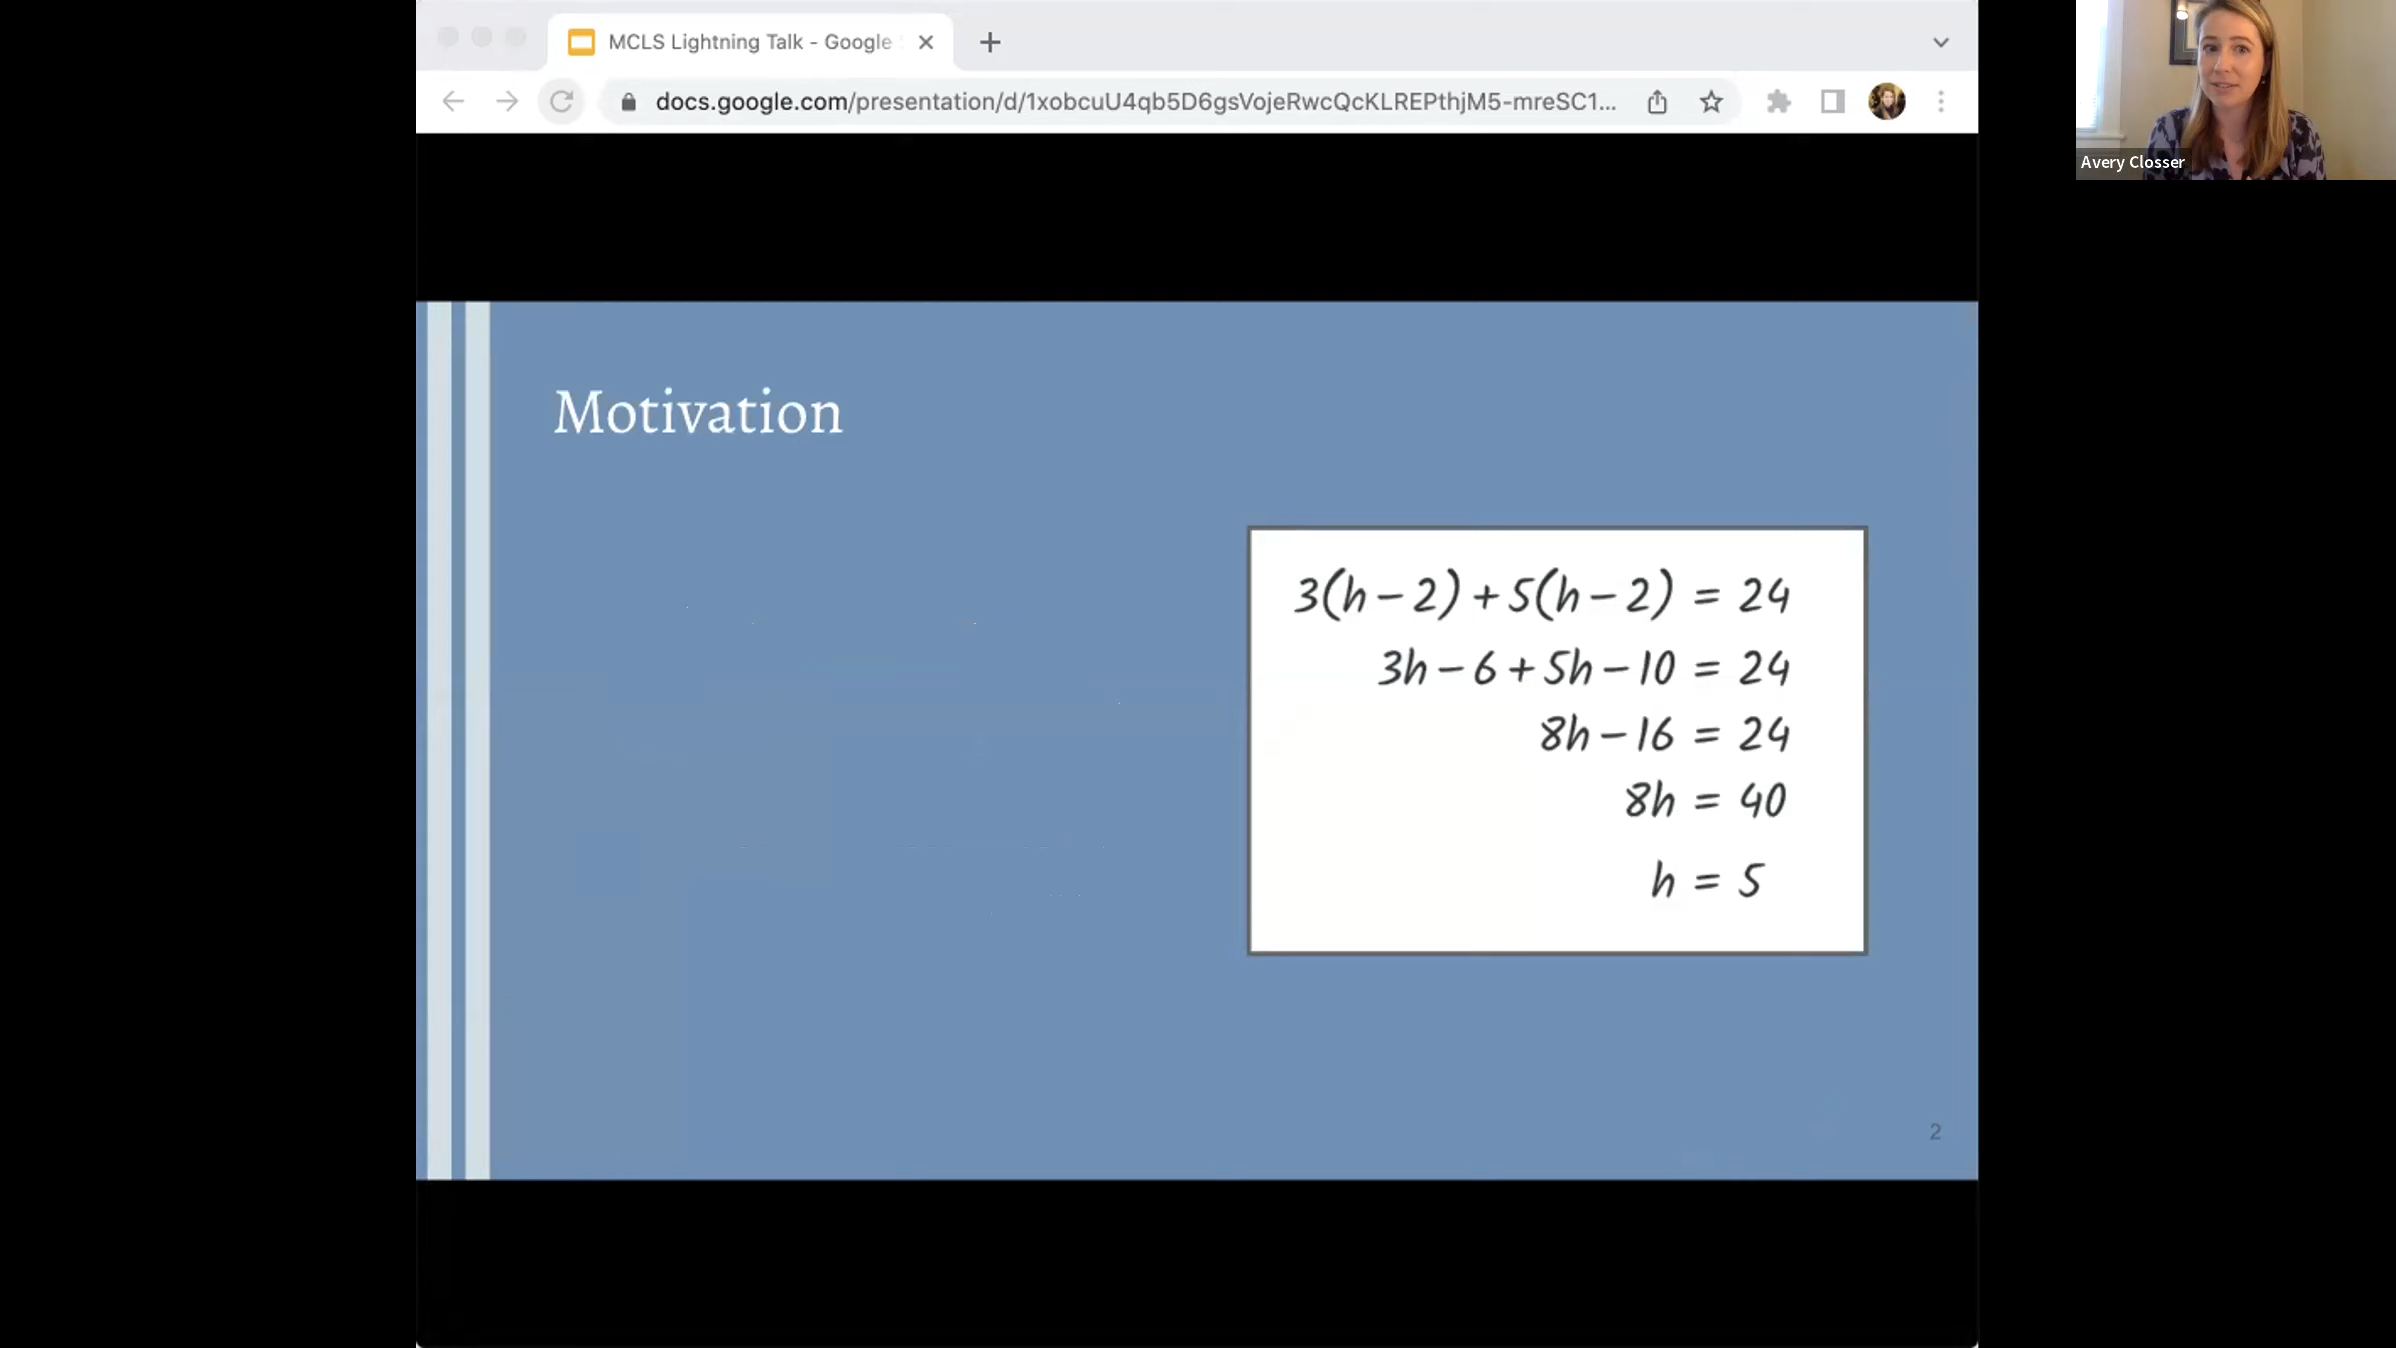 MCLS Lightning Talk - Google
docs.google.com/presentation/d/1xobcuU4qb5D6gsVojeRwcQcKLREPthjM5-mreSC1...
Avery Closser
Motivation
3(h-2)+5(h-2) = 24
3h-6+5h-10 = 24
8h-16 = 24
8h = 40
h = 5
2